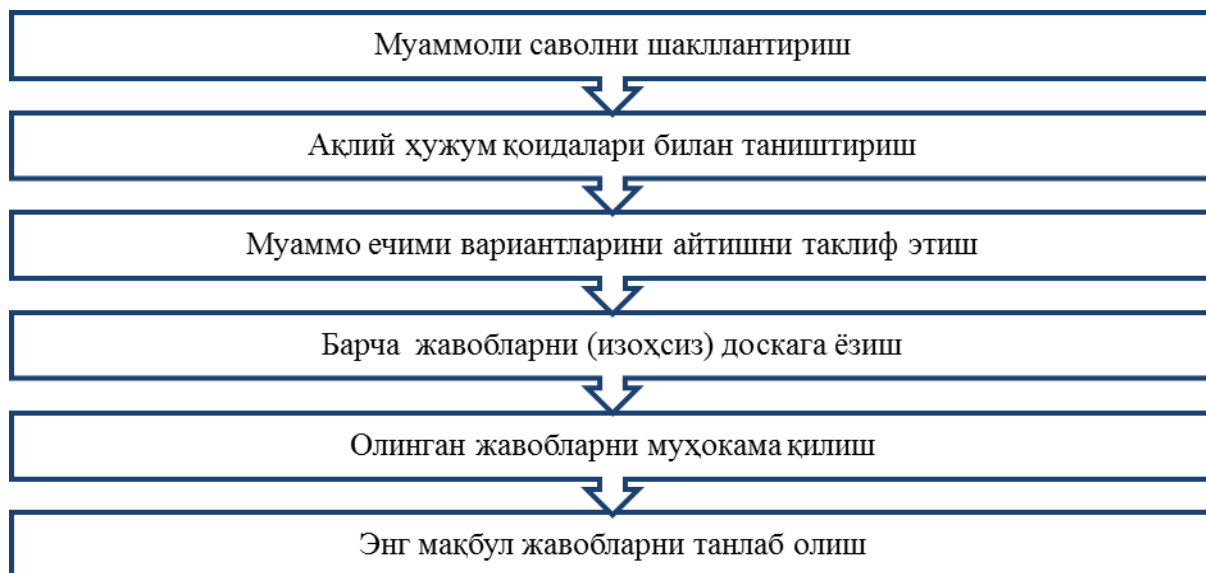 Муаммоли саволни шакллантириш
Ақлий ҳужум қоидалари билан таништириш
Муаммо ечими вариантларини айтишни таклиф этиш
Барча жавобларни (изоҳсиз) доскага ёзиш
Олинган жавобларни муҳокама қилиш
Энг мақбул жавобларни танлаб олиш